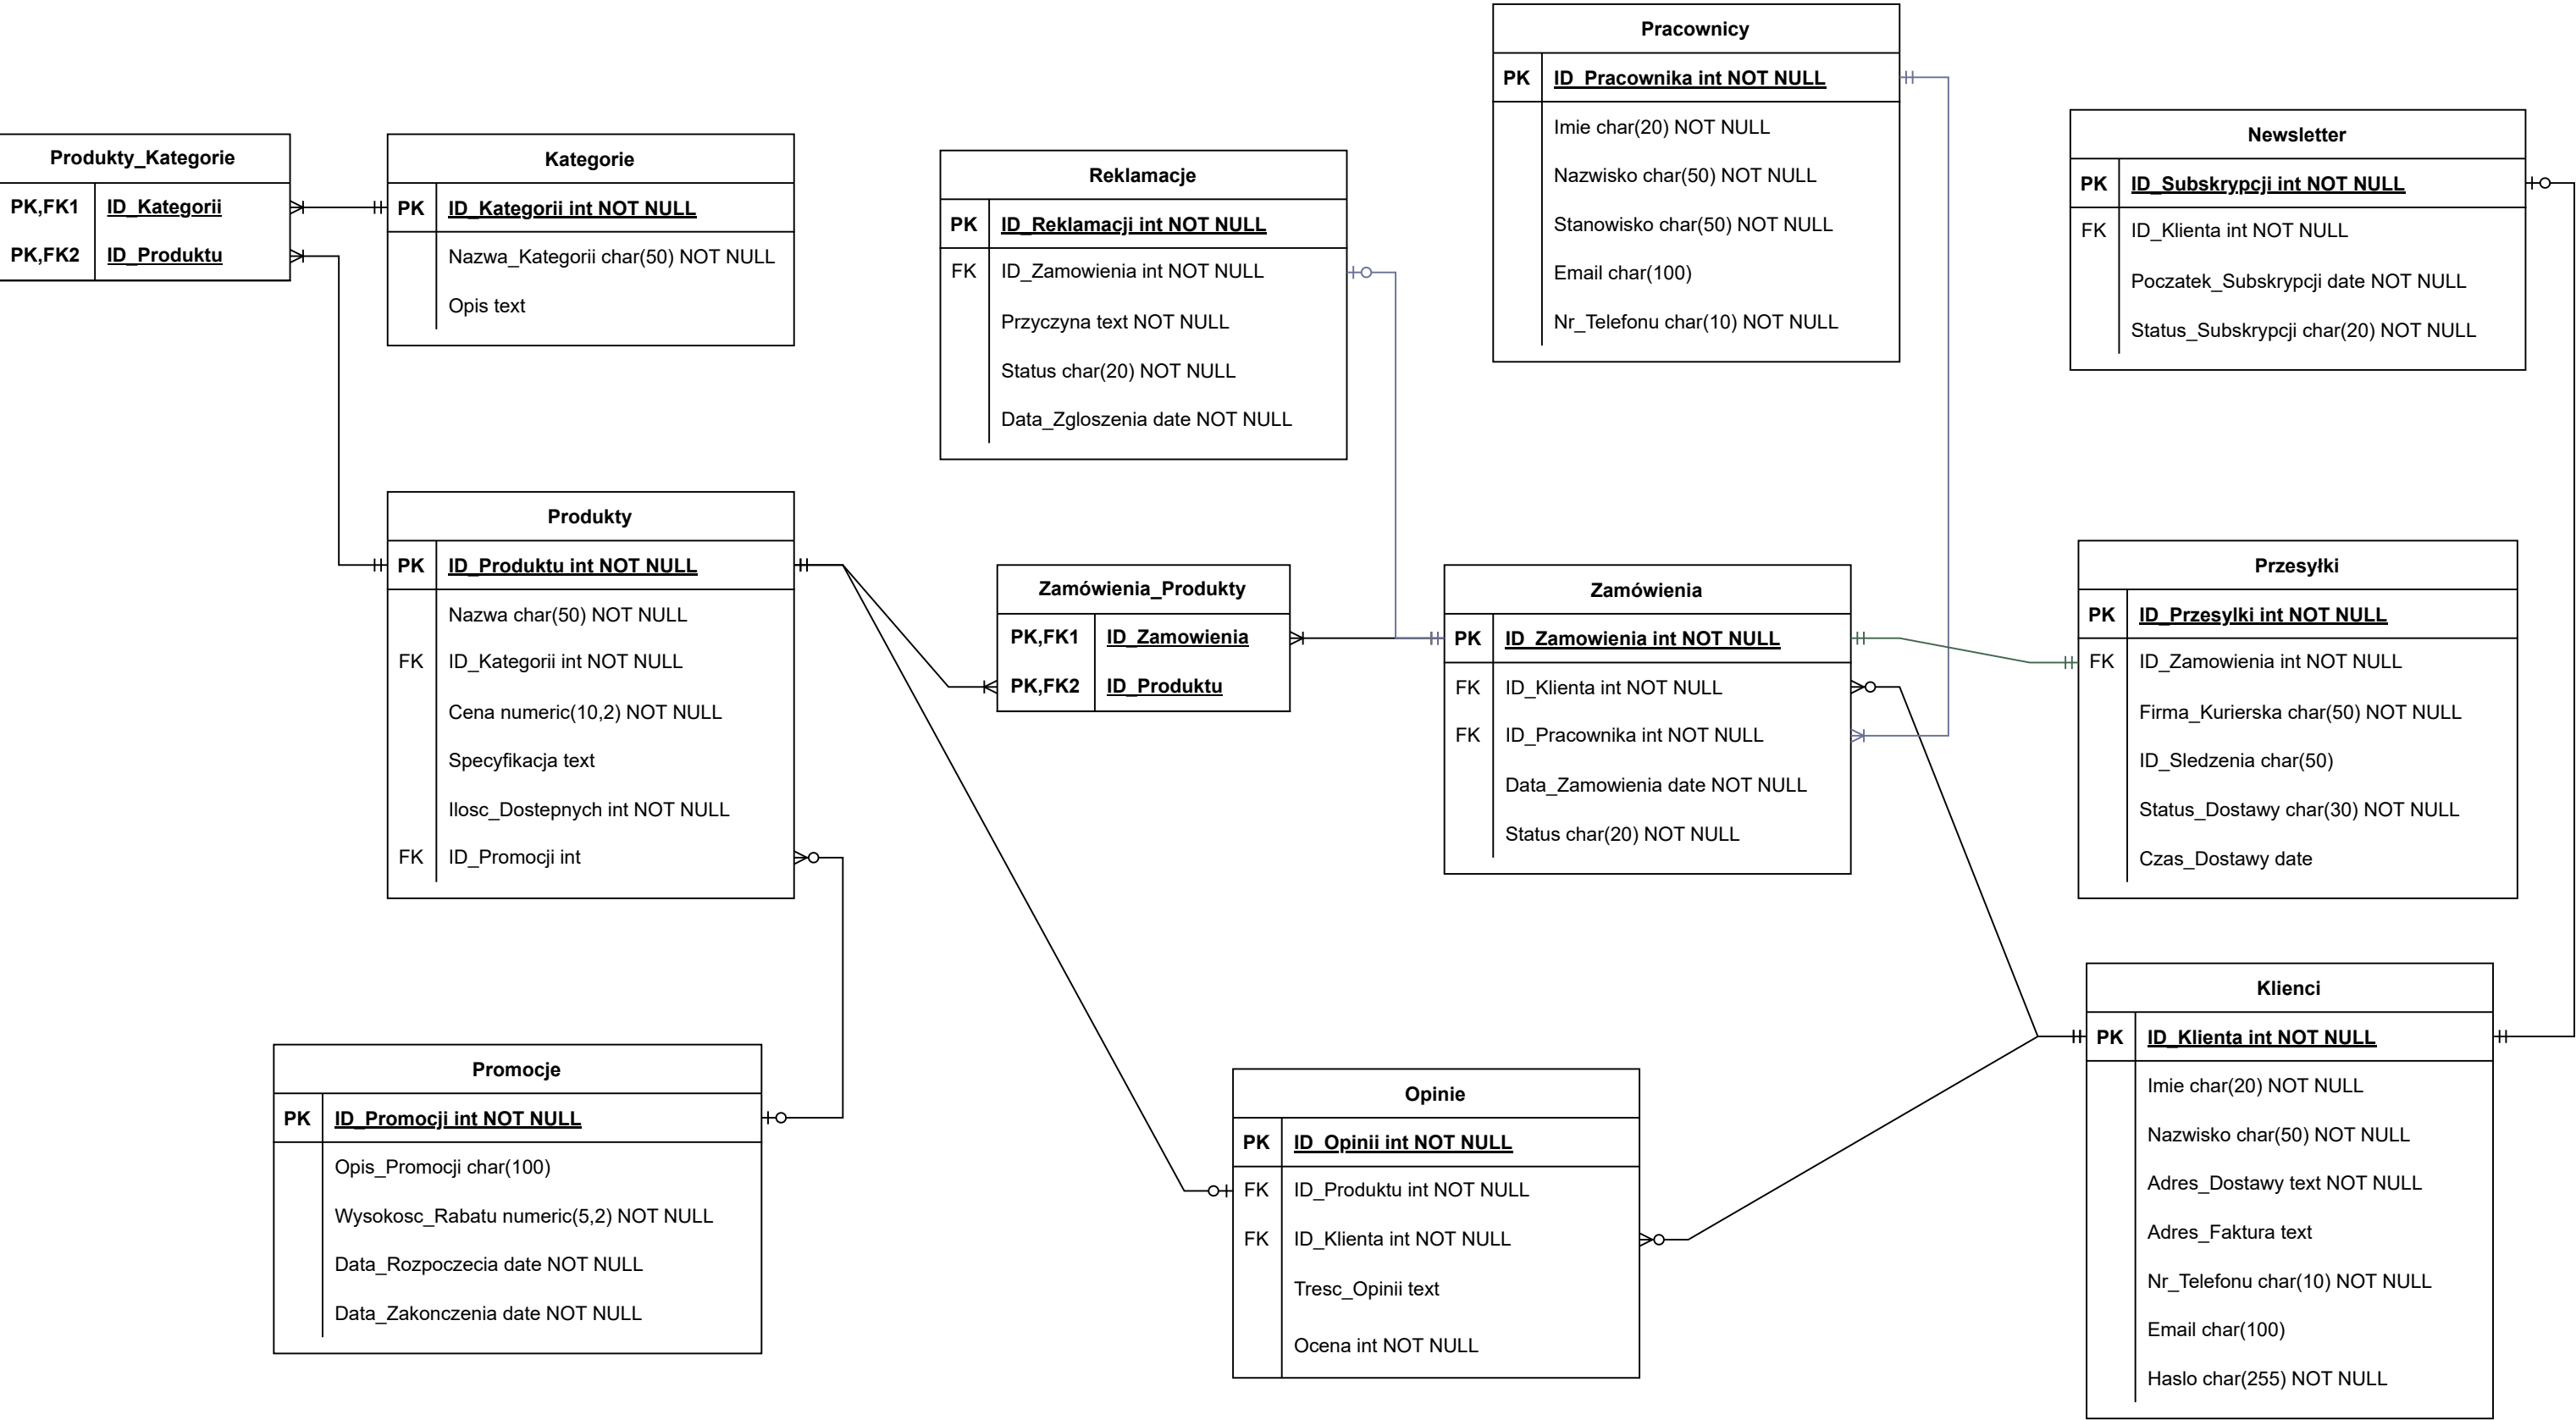 Produkty_Kategorie
PK,FK1 ID_Kategorii
PK,FK2 ID_Produktu
Kategorie
PK ID_Kategorii int NOT NULL
Nazwa_Kategorii char(50) NOT NULL
Opis text
Reklamacje
PK ID_Reklamacji int NOT NULL
FK ID_Zamowienia int NOT NULL
Przyczyna text NOT NULL
Status char(20) NOT NULL
Data_Zgloszenia date NOT NULL
Pracownicy
PK ID_Pracownika int NOT NULL
Imie char(20) NOT NULL
Nazwisko char(50) NOT NULL
Stanowisko char(50) NOT NULL
Email char(100)
Nr_Telefonu char(10) NOT NULL
Newsletter
PK ID_Subskrypcji int NOT NULL
FK ID_Klienta int NOT NULL
Poczatek_Subskrypcji date NOT NULL
Status_Subskrypcji char(20) NOT NULL
Produkty
PK ID_Produktu int NOT NULL
Nazwa char(50) NOT NULL
FK ID_Kategorii int NOT NULL
Cena numeric(10,2) NOT NULL
Specyfikacja text
Ilosc_Dostepnych int NOT NULL
FK ID_Promocji int
Zamówienia_Produkty
PK,FK1 ID_Zamowienia
PK,FK2 ID_Produktu
Zamówienia
PK ID_Zamowienia int NOT NULL
FK ID_Klienta int NOT NULL
FK ID_Pracownika int NOT NULL
Data_Zamowienia date NOT NULL
Status char(20) NOT NULL
Przesyłki
PK ID_Przesylki int NOT NULL
FK ID_Zamowienia int NOT NULL
Firma_Kurierska char(50) NOT NULL
ID_Sledzenia char(50)
Status_Dostawy char(30) NOT NULL
Czas_Dostawy date
Promocje
PK ID_Promocji int NOT NULL
Opis_Promocji char(100)
Wysokosc_Rabatu numeric(5,2) NOT NULL
Data_Rozpoczecia date NOT NULL
Data_Zakonczenia date NOT NULL
Opinie
PK ID_Opinii int NOT NULL
FK ID_Produktu int NOT NULL
FK ID_Klienta int NOT NULL
Tresc_Opinii text
Ocena int NOT NULL
Klienci
PK ID_Klienta int NOT NULL
Imie char(20) NOT NULL
Nazwisko char(50) NOT NULL
Adres_Dostawy text NOT NULL
Adres_Faktura text
Nr_Telefonu char(10) NOT NULL
Email char(100)
Haslo char(255) NOT NULL